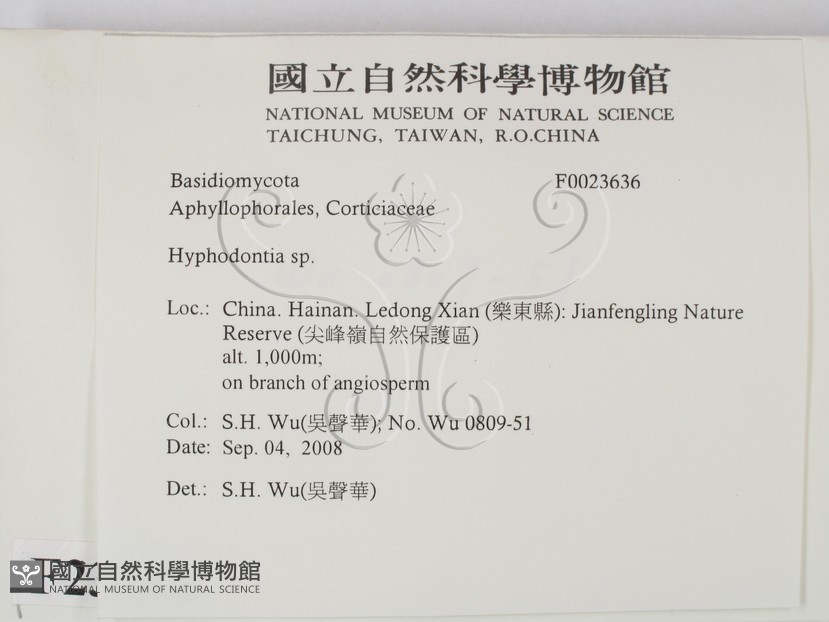 國立自然科學博物館
NATIONAL MUSEUM OF NATURAL SCIENCE
TAICHUNG, TAIWAN, R.O.CHINA
Basidiomycota F0023636
Aphyllophorales, Corticiaceae
Hyphodontia sp.
Loc.: China. Hainan. Ledong Xian (樂東縣): Jianfengling Nature
Reserve (尖峰嶺自然保護區)
alt. 1,000m;
on branch of angiosperm
Col.: S.H. Wu(吳聲華); No. Wu 0809-51
Date: Sep. 04, 2008
Det.: S.H. Wu(吳聲華)
國立自然科學博物館
NATIONAL MUSEUM OF NATURAL SCIENCE